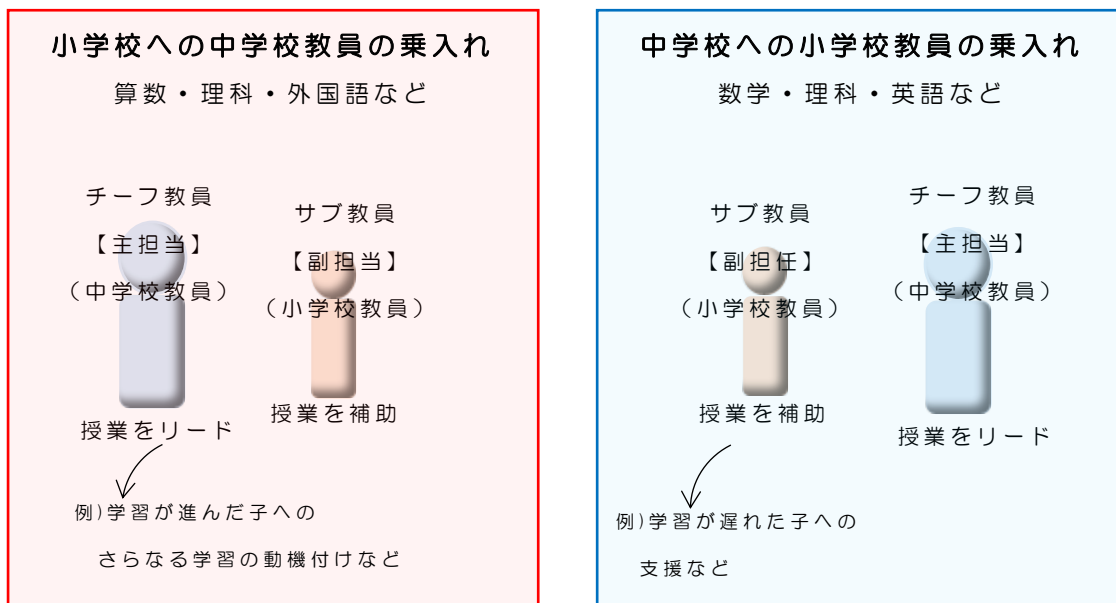 小学校への中学校教員の乗入れ
算数・理科・外国語など
チーフ教員
【主担当】
（中学校教員）
サブ教員
【副担当】
（小学校教員）
授業を補助
授業をリード
例)学習が進んだ子への
さらなる学習の動機付けなど
中学校への小学校教員の乗入れ
数学・理科・英語など
サブ教員
【副担任】
（小学校教員）
チーフ教員
【主担当】
（中学校教員）
授業を補助
授業をリード
例)学習が遅れた子への
支援など